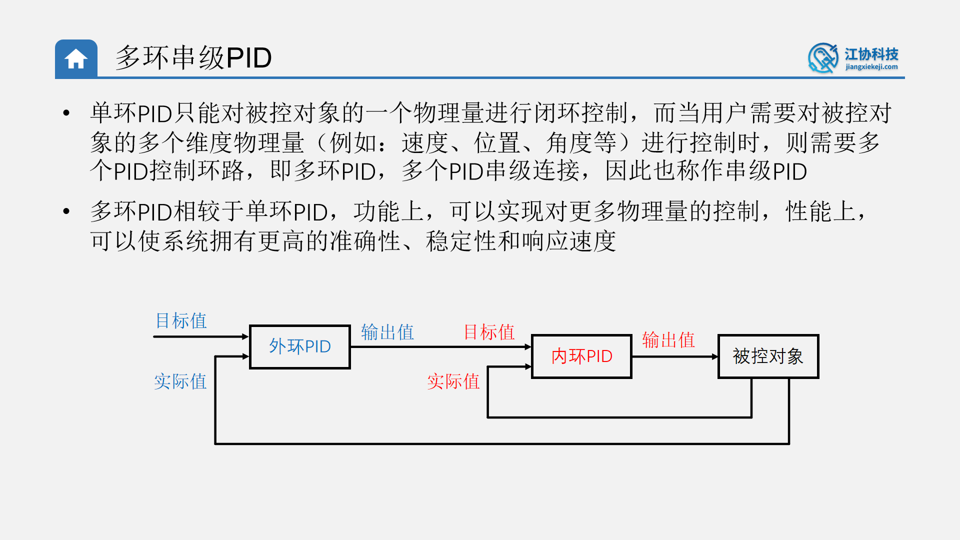 多环串级PID
江协科技
jiangxiekeji.com
• 单环PID只能对被控对象的一个物理量进行闭环控制，而当用户需要对被控对
象的多个维度物理量（例如：速度、位置、角度等）进行控制时，则需要多
个PID控制环路，即多环PID，多个PID串级连接，因此也称作串级PID
• 多环PID相较于单环PID，功能上，可以实现对更多物理量的控制，性能上，
可以使系统拥有更高的准确性、稳定性和响应速度
目标值
外环PID
输出值
目标值
内环PID
输出值
被控对象
实际值
实际值